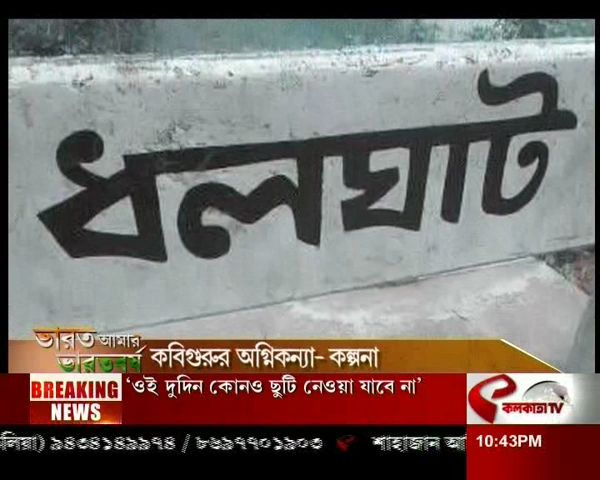 ধলঘাট
ভারত আমার
ভারতবর্ষ
কবিগুরুর অগ্নিকন্যা- কল্পনা
BREAKING
NEWS
‘ওই দুদিন কোনও ছুটি নেওয়া যাবে না’
কলকাতা TV
লিয়া) ৯৪৩৪১৪৯৯৭৪ / ৮৬৯৭৭০১৯০৩ শাহাজান আ
10:43PM